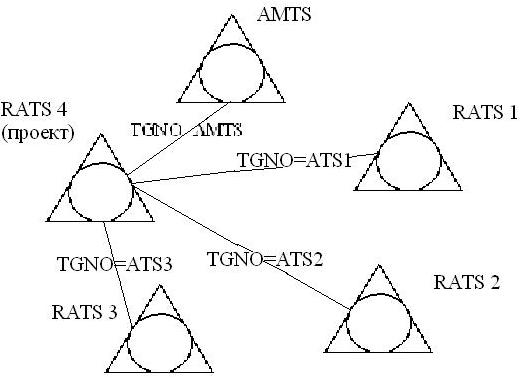 AMTS
RATS 4
(проект)
TGNO=AMTS
RATS 1
TGNO=ATS1
TGNO=ATS3
TGNO=ATS2
RATS 2
RATS 3